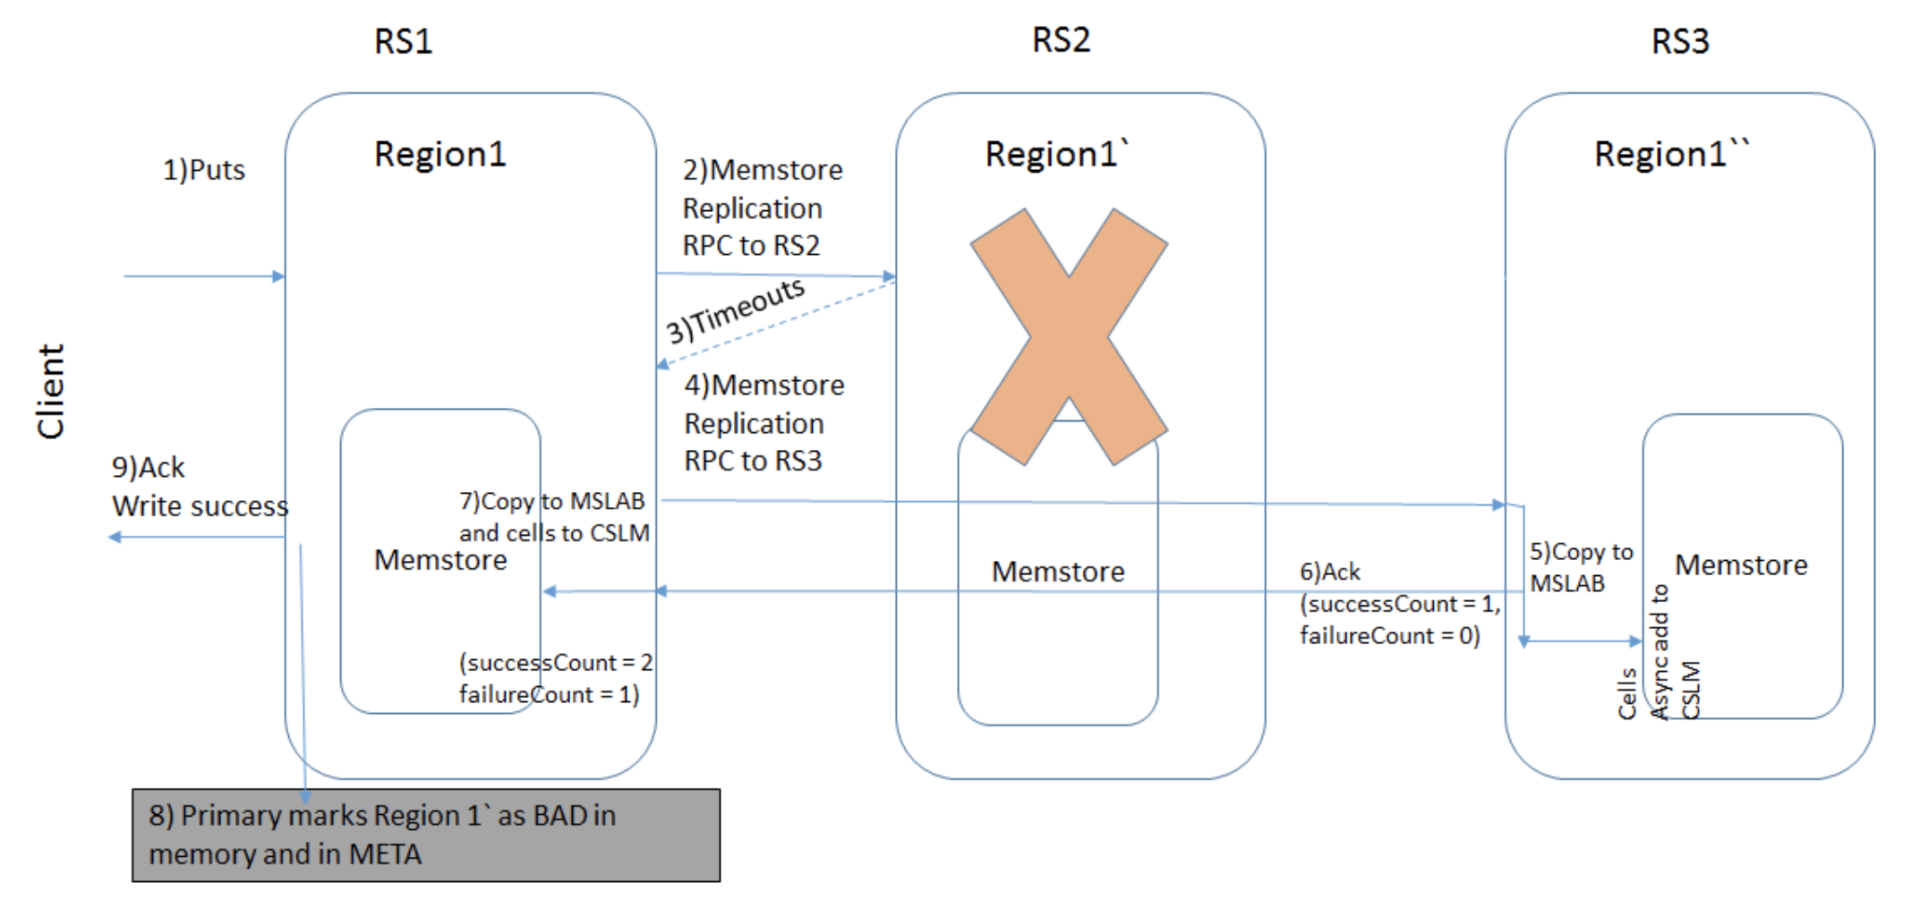 RS1
RS2
RS3
Region1
Region1`
Region1``
1)Puts
2)Memstore
Replication
RPC to RS2
3)Timeouts
4)Memstore
Replication
RPC to RS3
Client
9)Ack
Write success
7)Copy to MSLAB
and cells to CSLM
Memstore
(successCount = 2
failureCount = 1)
Memstore
6)Ack
(successCount = 1,
failureCount = 0)
5)Copy to
MSLAB
Memstore
Cells
Async add to
CSLM
8) Primary marks Region 1` as BAD in
memory and in META